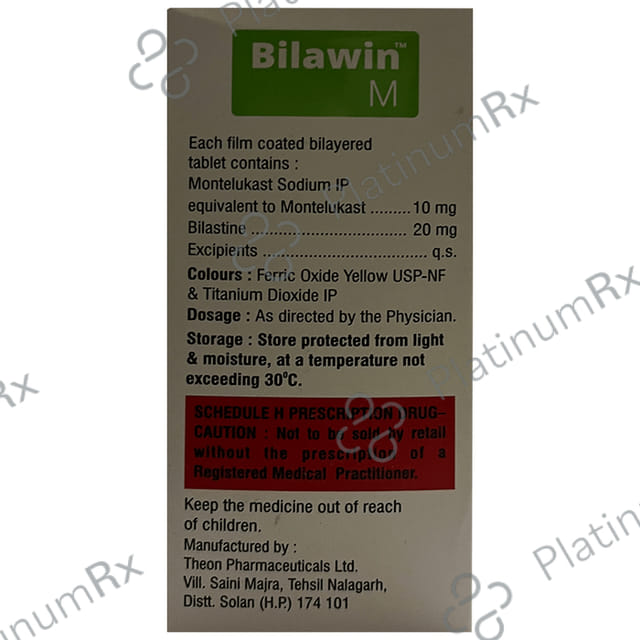 Bilawin™
M
Each film coated bilayered
tablet contains :
Montelukast Sodium IP
equivalent to Montelukast ......... 10 mg
Bilastine .................................. 20 mg
Excipients .................................. q.s.
Colours : Ferric Oxide Yellow USP-NF
& Titanium Dioxide IP
Dosage : As directed by the Physician.
Storage : Store protected from light
& moisture, at a temperature not
exceeding 30⁰C.
SCHEDULE H PRESCRIPTION DRUG–
CAUTION : Not to be sold by retail
without the prescription of a
Registered Medical Practitioner.
Keep the medicine out of reach
of children.
Manufactured by :
Theon Pharmaceuticals Ltd.
Vill. Saini Majra, Tehsil Nalagarh,
Distt. Solan (H.P.) 174 101
PlatinumRx
PlatinumRx
PlatinumRx
Rx
inumRx